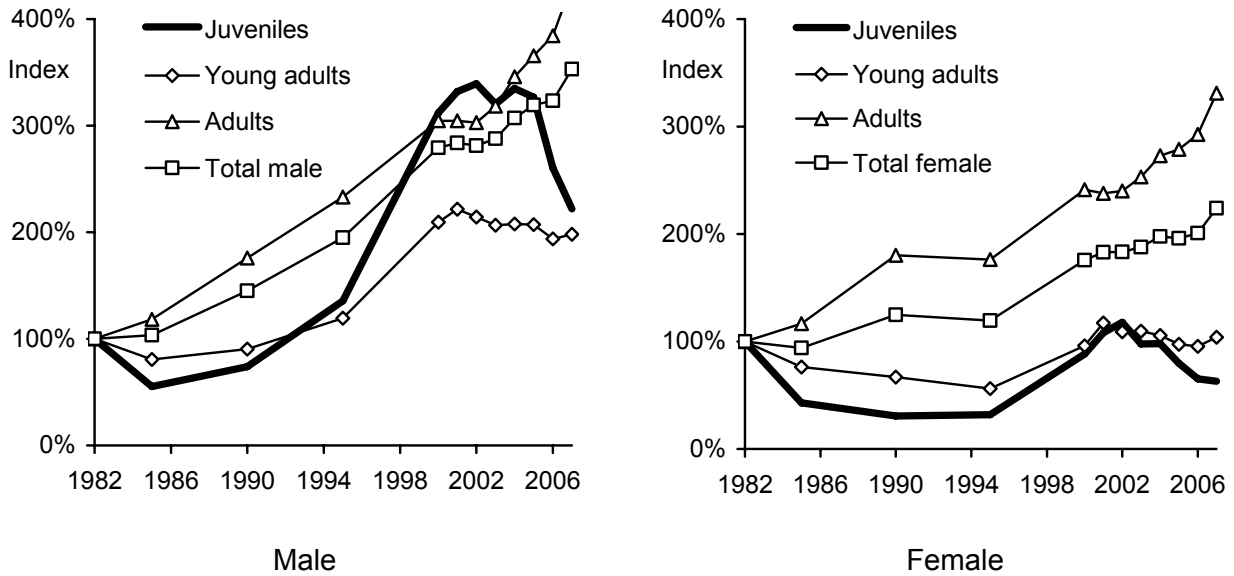 400%
Index
300%
200%
100%
0%
Juveniles
Young adults
Adults
Total male
1982 1986 1990 1994 1998 2002 2006
Male
400%
Index
300%
200%
100%
0%
Juveniles
Young adults
Adults
Total female
1982 1986 1990 1994 1998 2002 2006
Female